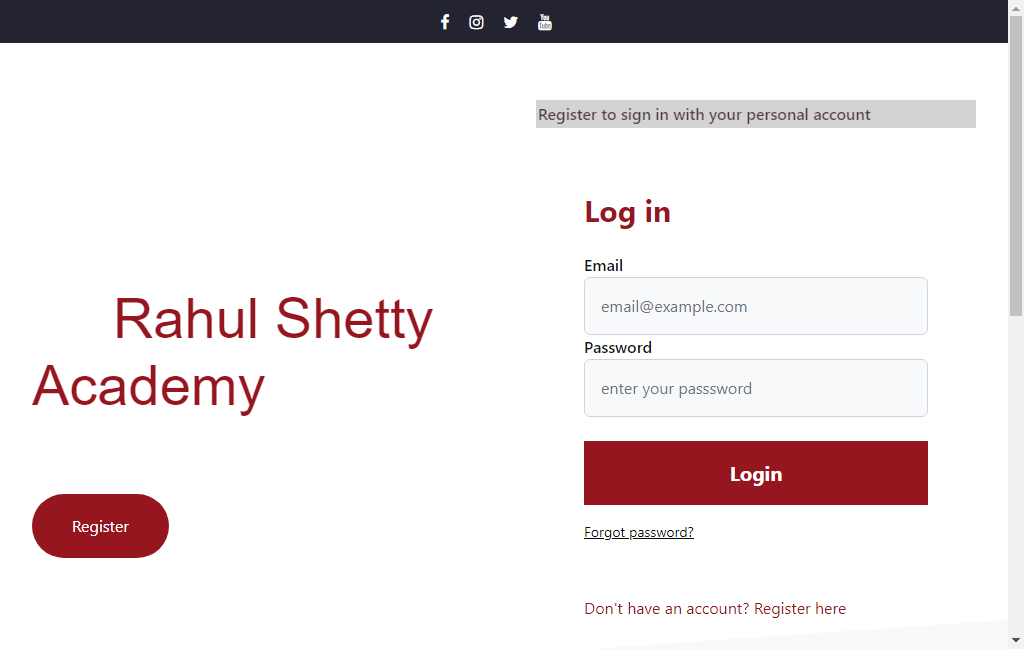 Register to sign in with your personal account
Rahul Shetty
Academy
Register
Log in
Email
email@example.com
Password
enter your passsword
Login
Forgot password?
Don't have an account? Register here